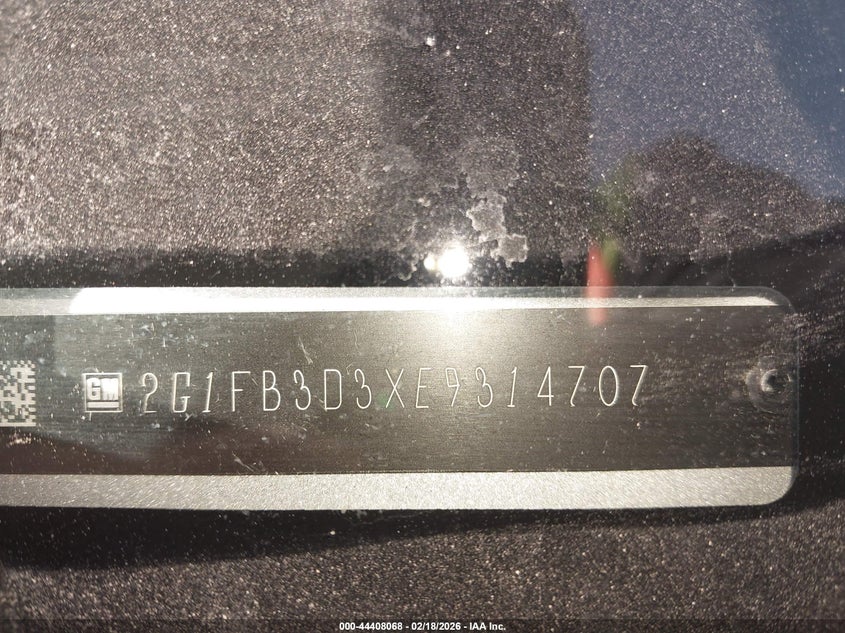 GM 2G1FB3D3XE9314707
000-44408068 - 02/18/2026 - IAA Inc.